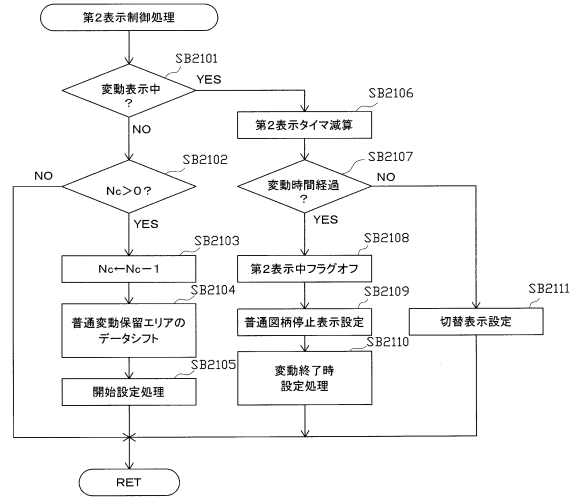 第2表示制御処理
SB2101
変動表示中
?
YES
NO
SB2102
Nc>0?
NO
YES
SB2103
Nc←Nc−1
SB2104
普通変動保留エリアの
データシフト
SB2105
開始設定処理
SB2106
第2表示タイマ減算
SB2107
変動時間経過
?
NO
YES
SB2108
第2表示中フラグオフ
SB2109
普通図柄停止表示設定
SB2110
変動終了時
設定処理
SB2111
切替表示設定
RET